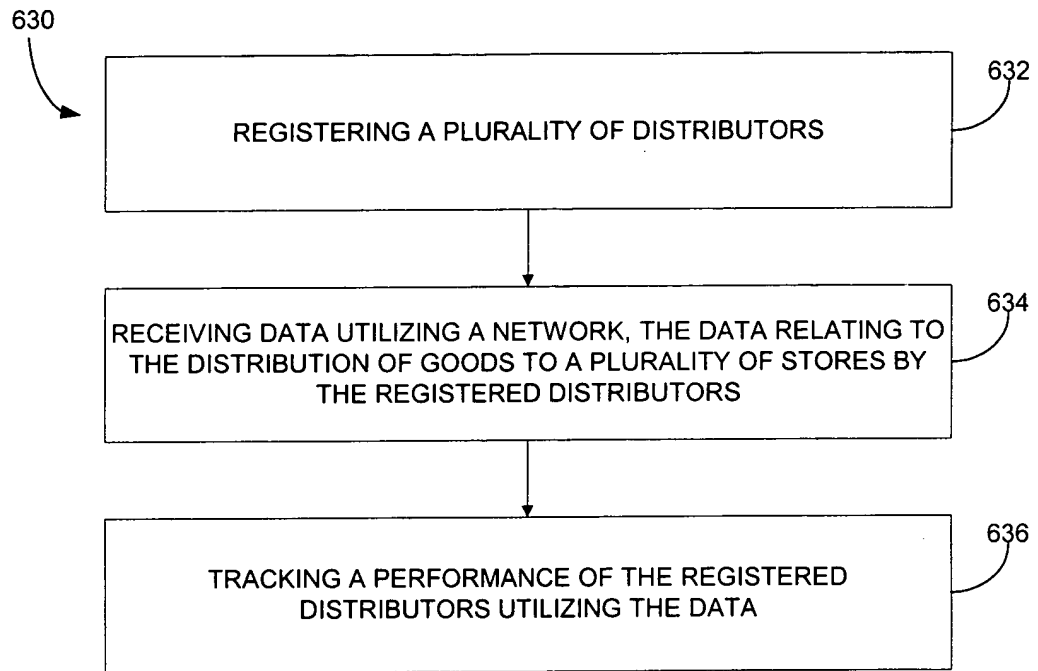 630
632
REGISTERING A PLURALITY OF DISTRIBUTORS
634
RECEIVING DATA UTILIZING A NETWORK, THE DATA RELATING TO
THE DISTRIBUTION OF GOODS TO A PLURALITY OF STORES BY
THE REGISTERED DISTRIBUTORS
636
TRACKING A PERFORMANCE OF THE REGISTERED
DISTRIBUTORS UTILIZING THE DATA